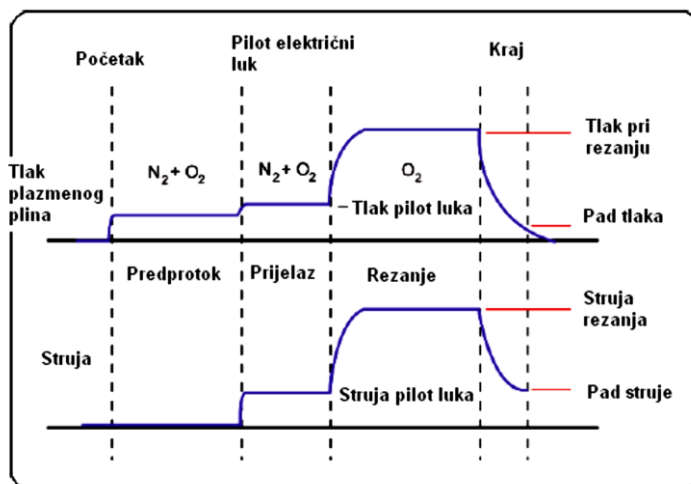 Početak
Pilot električni
luk
Kraj
Tlak
plazmenog
plina
N₂ + O₂
N₂ + O₂
O₂
Tlak pri
rezanju
Tlak pilot luka
Pad tlaka
Predprotok
Prijelaz
Rezanje
Struja
rezanja
Struja
Struja pilot luka
Pad struje